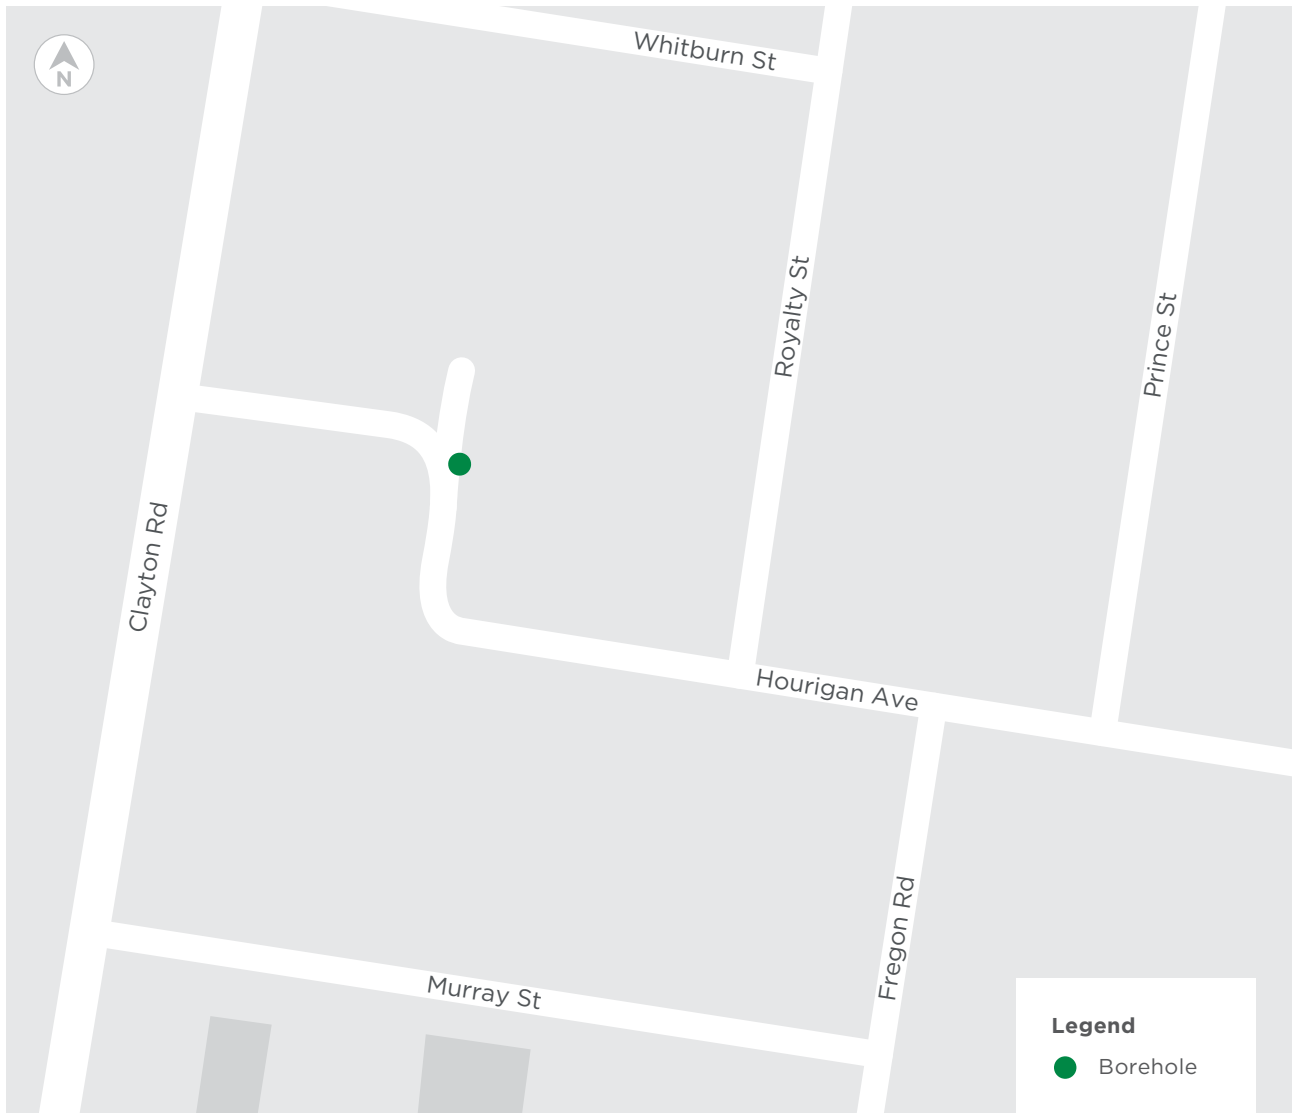 Whitburn St
N
Royalty St
Prince St
Clayton Rd
Hourigan Ave
Fregon Rd
Murray St
Legend
Borehole